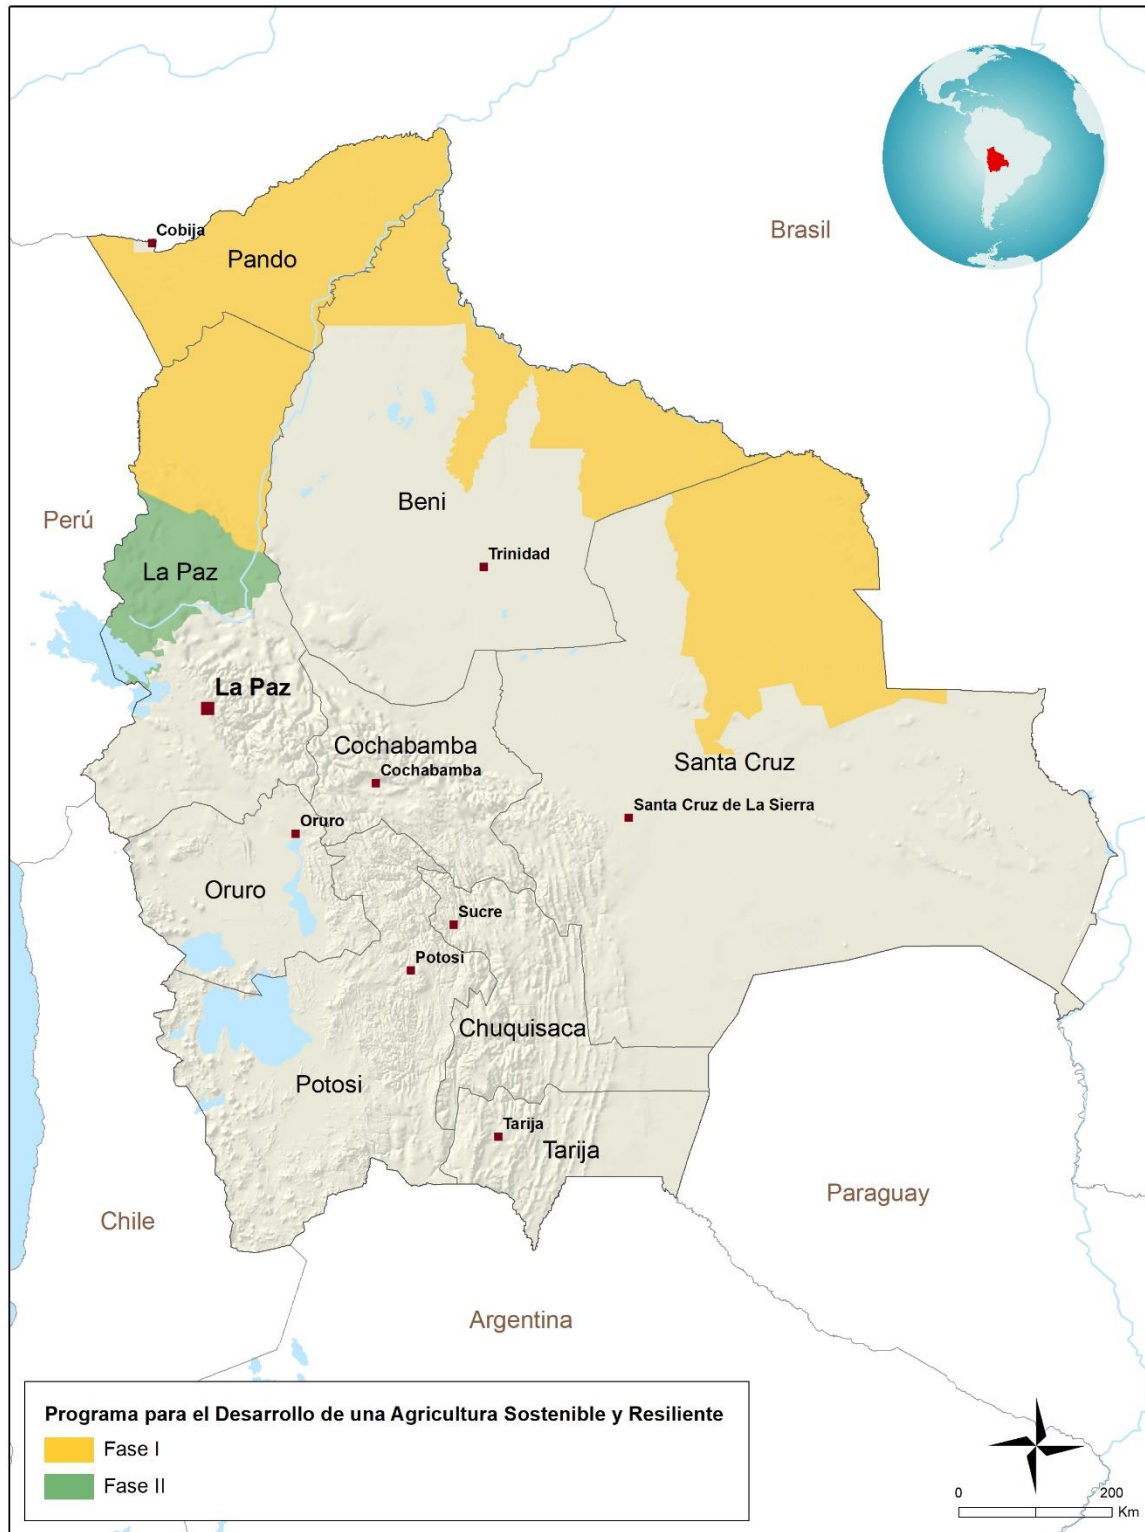 Brasil
Cobija
Pando
Beni
Perú
Trinidad
La Paz
La Paz
Cochabamba
Cochabamba
Santa Cruz
Santa Cruz de La Sierra
Oruro
Oruro
Sucre
Potosi
Chuquisaca
Potosi
Tarija
Tarija
Paraguay
Chile
Argentina
Programa para el Desarrollo de una Agricultura Sostenible y Resiliente
Fase I
Fase II
0 200
Km